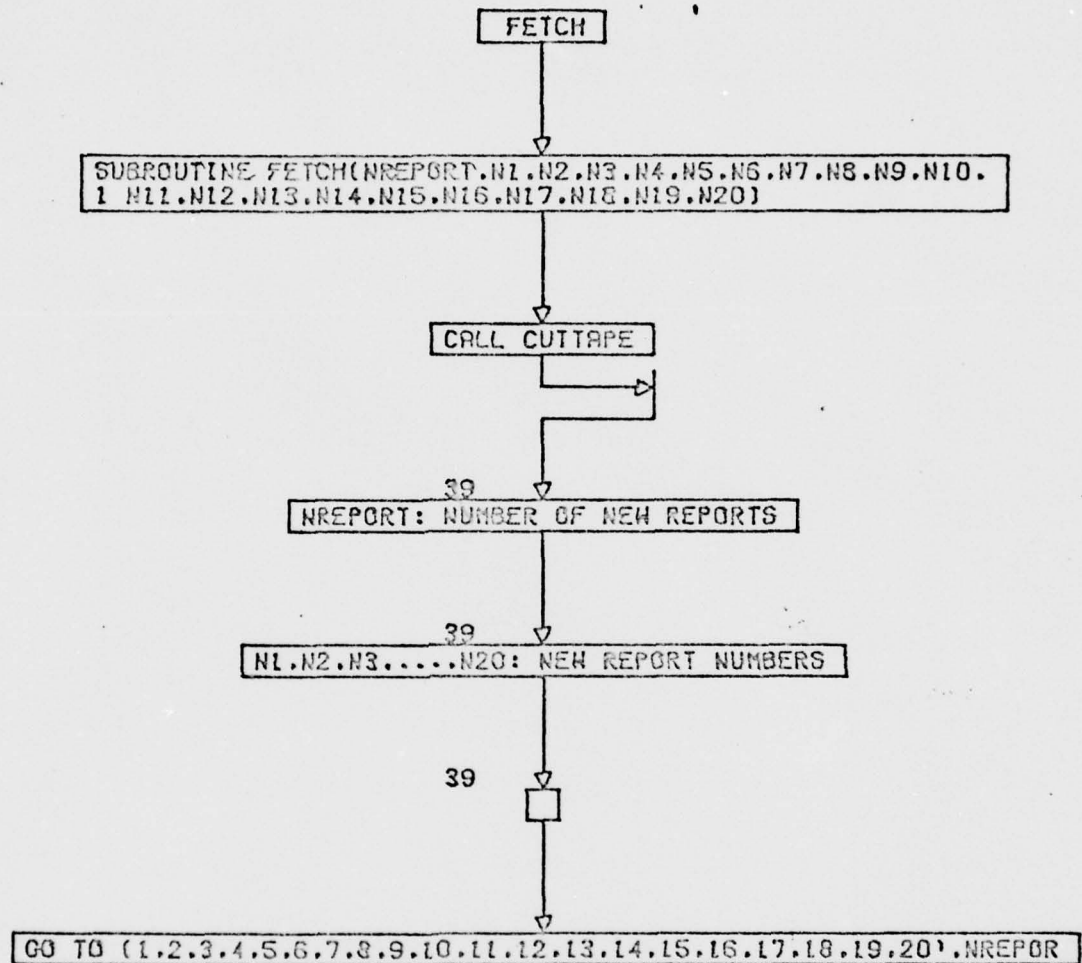 FETCH
SUBROUTINE FETCH(NREPORT.N1.N2.N3.N4.N5.N6.N7.N8.N9.N10.
1 N11.N12.N13.N14.N15.N16.N17.N18.N19.N20)
CALL CUTTAPE
39
NREPORT: NUMBER OF NEW REPORTS
39
N1.N2.N3.....N20: NEW REPORT NUMBERS
39
GO TO (1.2.3.4.5.6.7.8.9.10.11.12.13.14.15.16.17.18.19.20).NREPOR